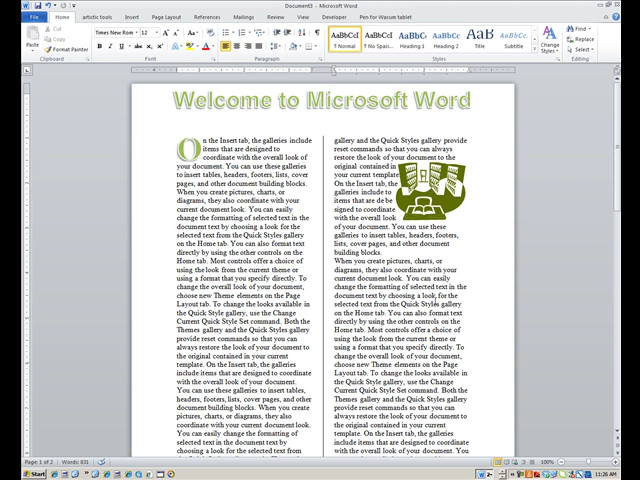 Document3 - Microsoft Word
File Home artistic tools Insert Page Layout References Mailings Review View Developer Pen for Wacum tablet
Cut
Copy
Format Painter
Paste
Clipboard
Times New Rom 12
Font
Paragraph
AaBbCcI AaBbCcI AaBbC AaBbCc AaB AaBbCcI
¶ Normal ¶ No Spaci... Heading 1 Heading 2 Title Subtitle
Change Styles
Styles
Find
Replace
Select
Editing
Welcome to Microsoft Word
On the Insert tab, the galleries include
items that are designed to
coordinate with the overall look of
your document. You can use these galleries
to insert tables, headers, footers, lists, cover
pages, and other document building blocks.
When you create pictures, charts, or
diagrams, they also coordinate with your
current document look. You can easily
change the formatting of selected text in the
document text by choosing a look for the
selected text from the Quick Styles gallery
on the Home tab. You can also format text
directly by using the other controls on the
Home tab. Most controls offer a choice of
using the look from the current theme or
using a format that you specify directly. To
change the overall look of your document,
choose new Theme elements on the Page
Layout tab. To change the looks available in
the Quick Style gallery, use the Change
Current Quick Style Set command. Both the
Themes gallery and the Quick Styles gallery
provide reset commands so that you can
always restore the look of your document to
the original contained in your current
template. On the Insert tab, the galleries
include items that are designed to coordinate
with the overall look of your document.
You can use these galleries to insert tables,
headers, footers, lists, cover pages, and other
document building blocks. When you create
pictures, charts, or diagrams, they also
coordinate with your current document look.
You can easily change the formatting of
selected text in the document text by
choosing a look for the selected text from
gallery and the Quick Styles gallery provide
reset commands so that you can always
restore the look of your document to the
original contained in
your current template.
On the Insert tab, the
galleries include
items that are de
signed to coordinate
with the overall look
of your document. You can use these
galleries to insert tables, headers, footers,
lists, cover pages, and other document
building blocks.
When you create pictures, charts, or
diagrams, they also coordinate with your
current document look. You can easily
change the formatting of selected text in the
document text by choosing a look for the
selected text from the Quick Styles gallery
on the Home tab. You can also format text
directly by using the other controls on the
Home tab. Most controls offer a choice of
using the look from the current theme or
using a format that you specify directly. To
change the overall look of your document,
choose new Theme elements on the Page
Layout tab. To change the looks available in
the Quick Style gallery, use the Change
Current Quick Style Set command. Both the
Themes gallery and the Quick Styles gallery
provide reset commands so that you can
always restore the look of your document to
the original contained in your current
template. On the Insert tab, the galleries
include items that are designed to coordinate
with the overall look of your document. You
Page: 1 of 2 Words: 831
100%
Start
11:26 AM